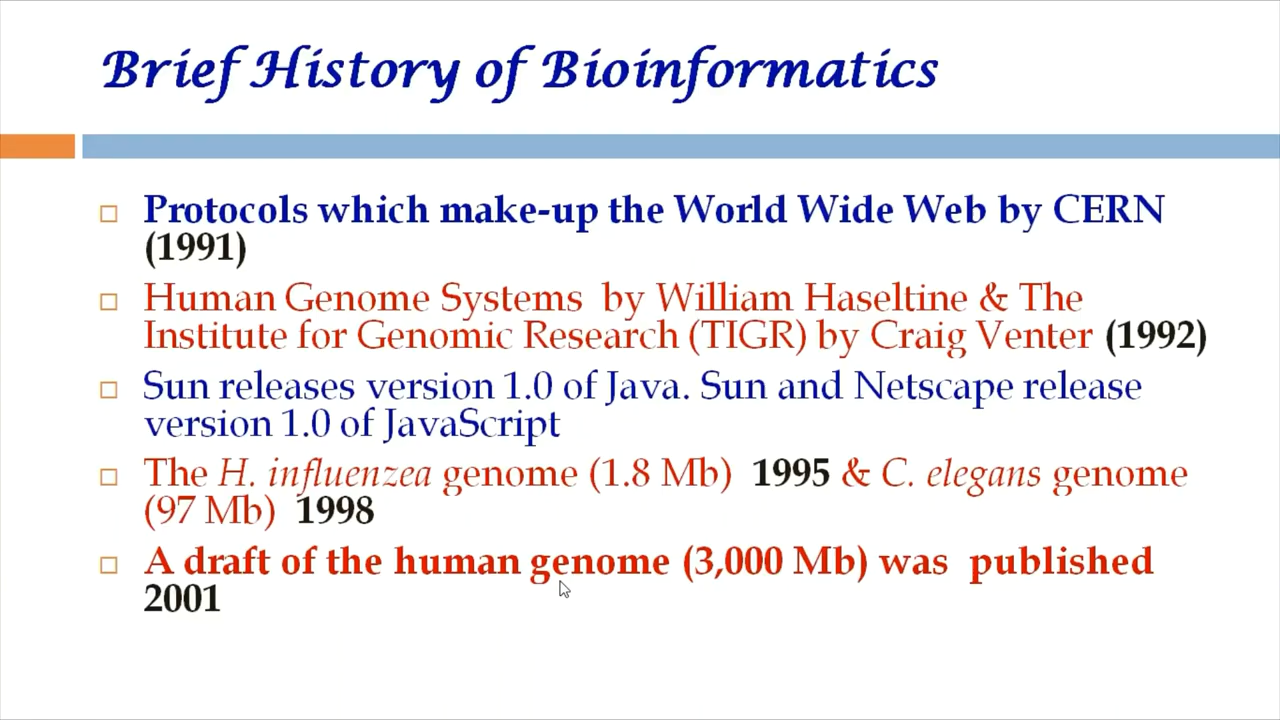 Brief History of Bioinformatics
Protocols which make-up the World Wide Web by CERN
(1991)
Human Genome Systems by William Haseltine & The
Institute for Genomic Research (TIGR) by Craig Venter (1992)
Sun releases version 1.0 of Java. Sun and Netscape release
version 1.0 of JavaScript
The H. influenzea genome (1.8 Mb) 1995 & C. elegans genome
(97 Mb) 1998
A draft of the human genome (3,000 Mb) was published
2001